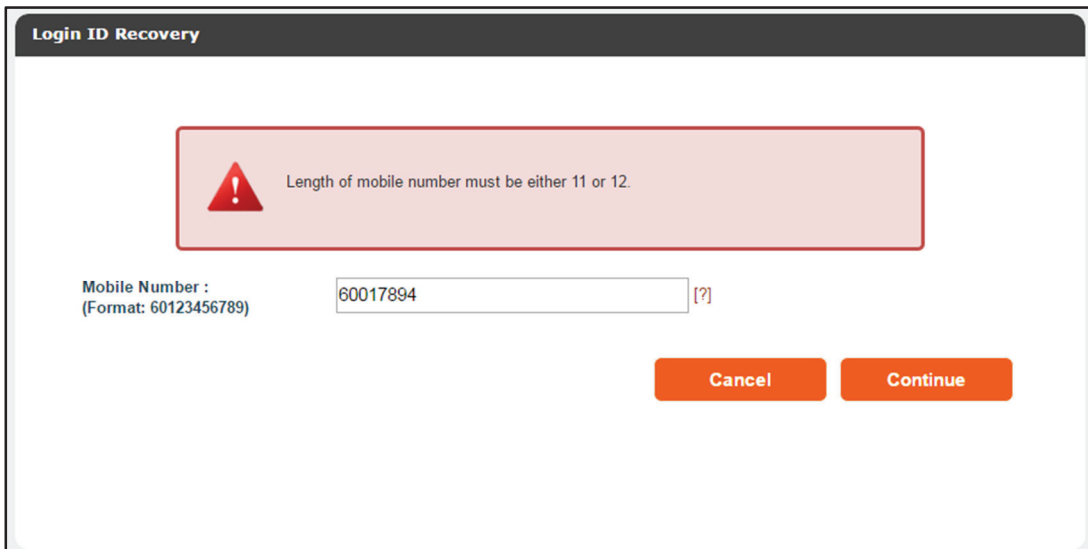 Login ID Recovery
Length of mobile number must be either 11 or 12.
Mobile Number :
(Format: 60123456789)
60017894
[?]
Cancel
Continue